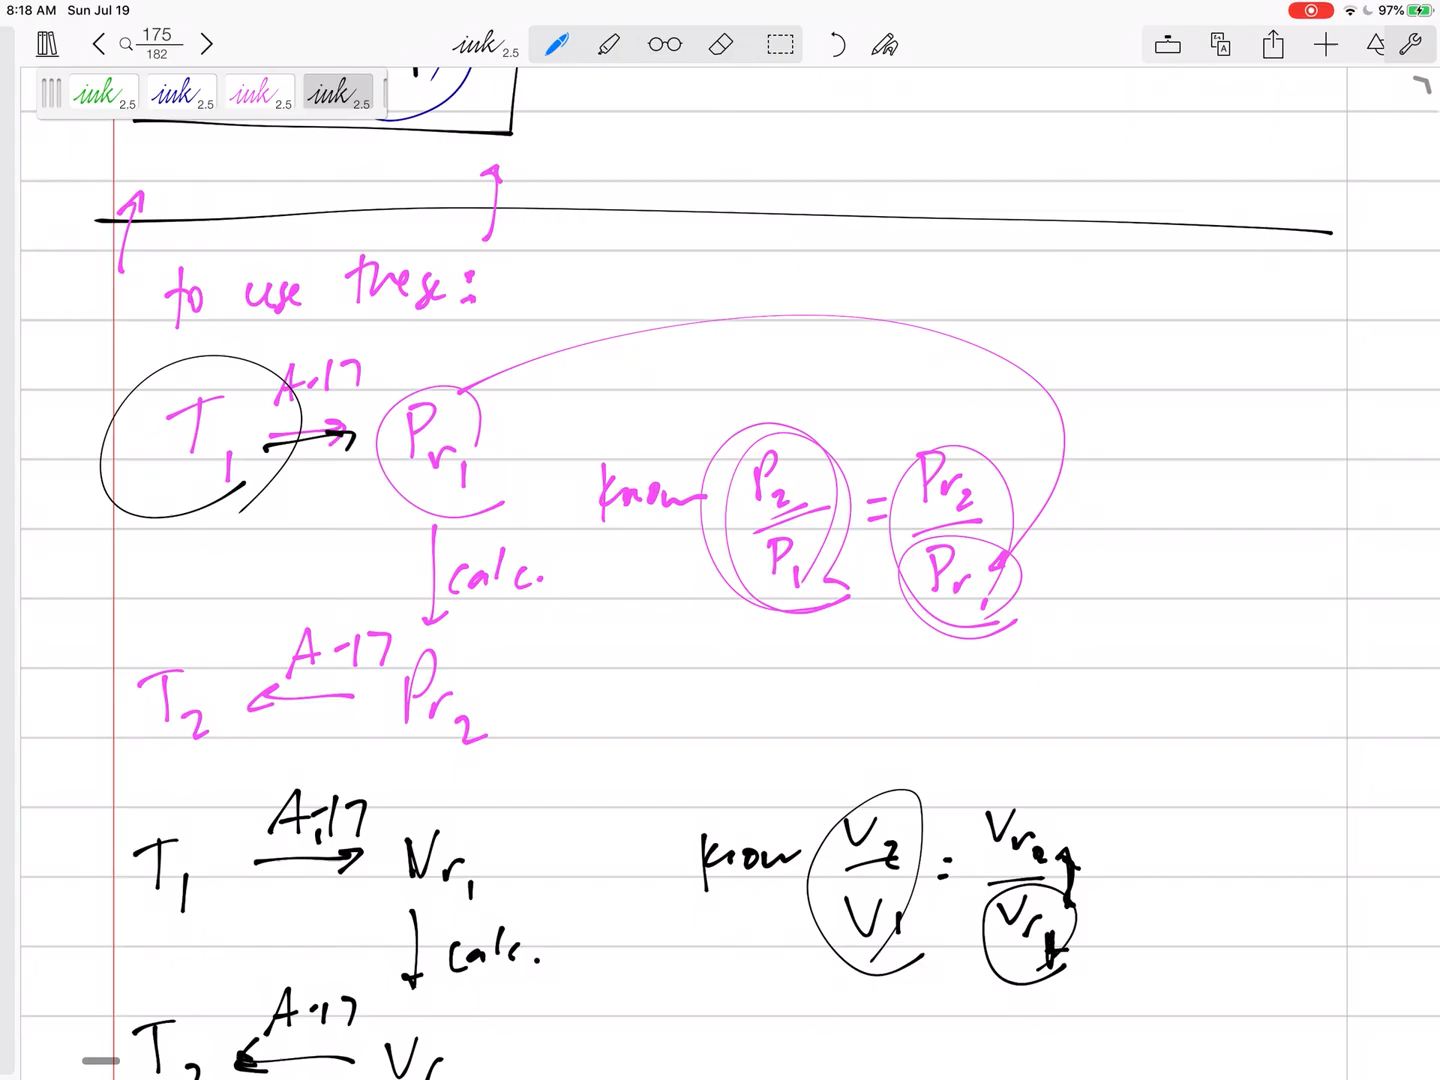 8:18 AM Sun Jul 19
97%
175
182
ink 2.5
ink 2.5 ink 2.5 ink 2.5 ink 2.5
to use these:
T1 A-17 → Pr1
know P2/P1 = Pr2/Pr1
↓ calc.
T2 ← A-17 Pr2
T1 A-17 → Vr1
know V2/V1 = Vr2/Vr1
↓ calc.
T2 ← A-17 Vr